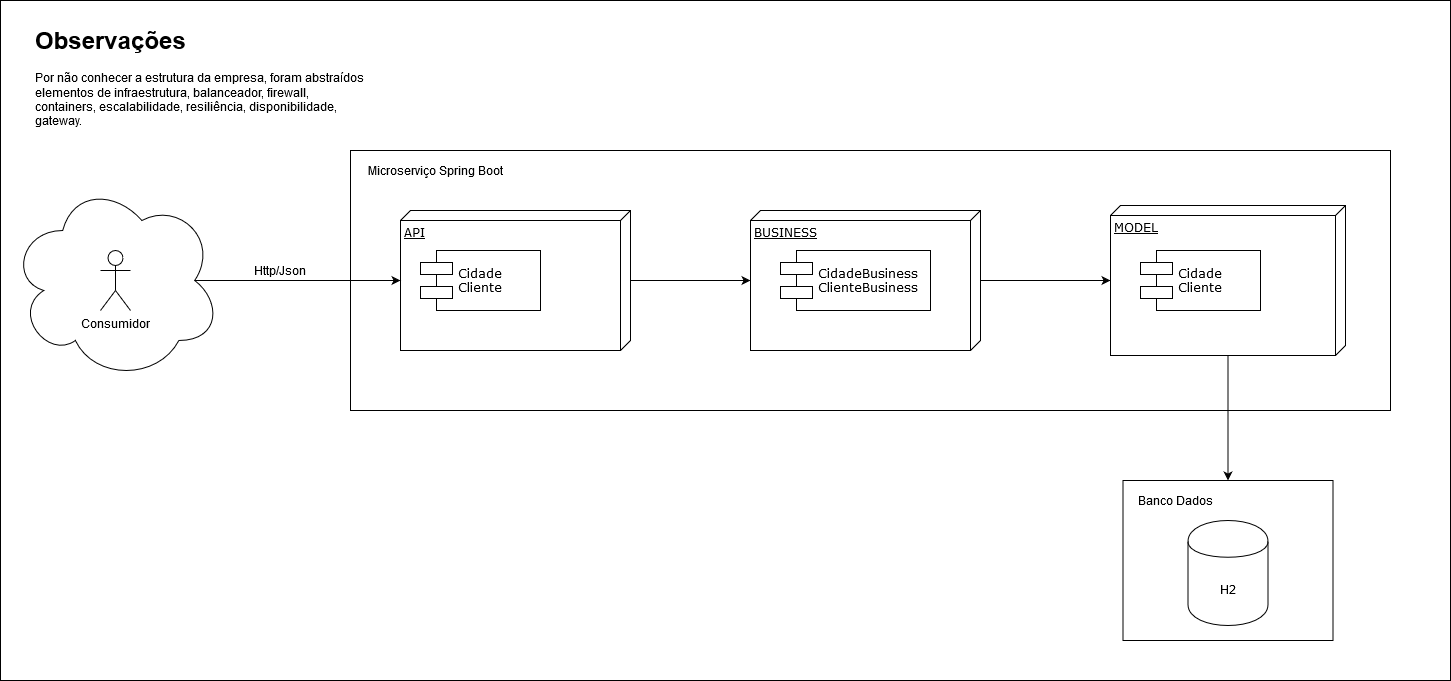 Observações
Por não conhecer a estrutura da empresa, foram abstraídos
elementos de infraestrutura, balanceador, firewall,
containers, escalabilidade, resiliência, disponibilidade,
gateway.
Microserviço Spring Boot
Consumidor
Http/Json
API
Cidade
Cliente
BUSINESS
CidadeBusiness
ClienteBusiness
MODEL
Cidade
Cliente
Banco Dados
H2